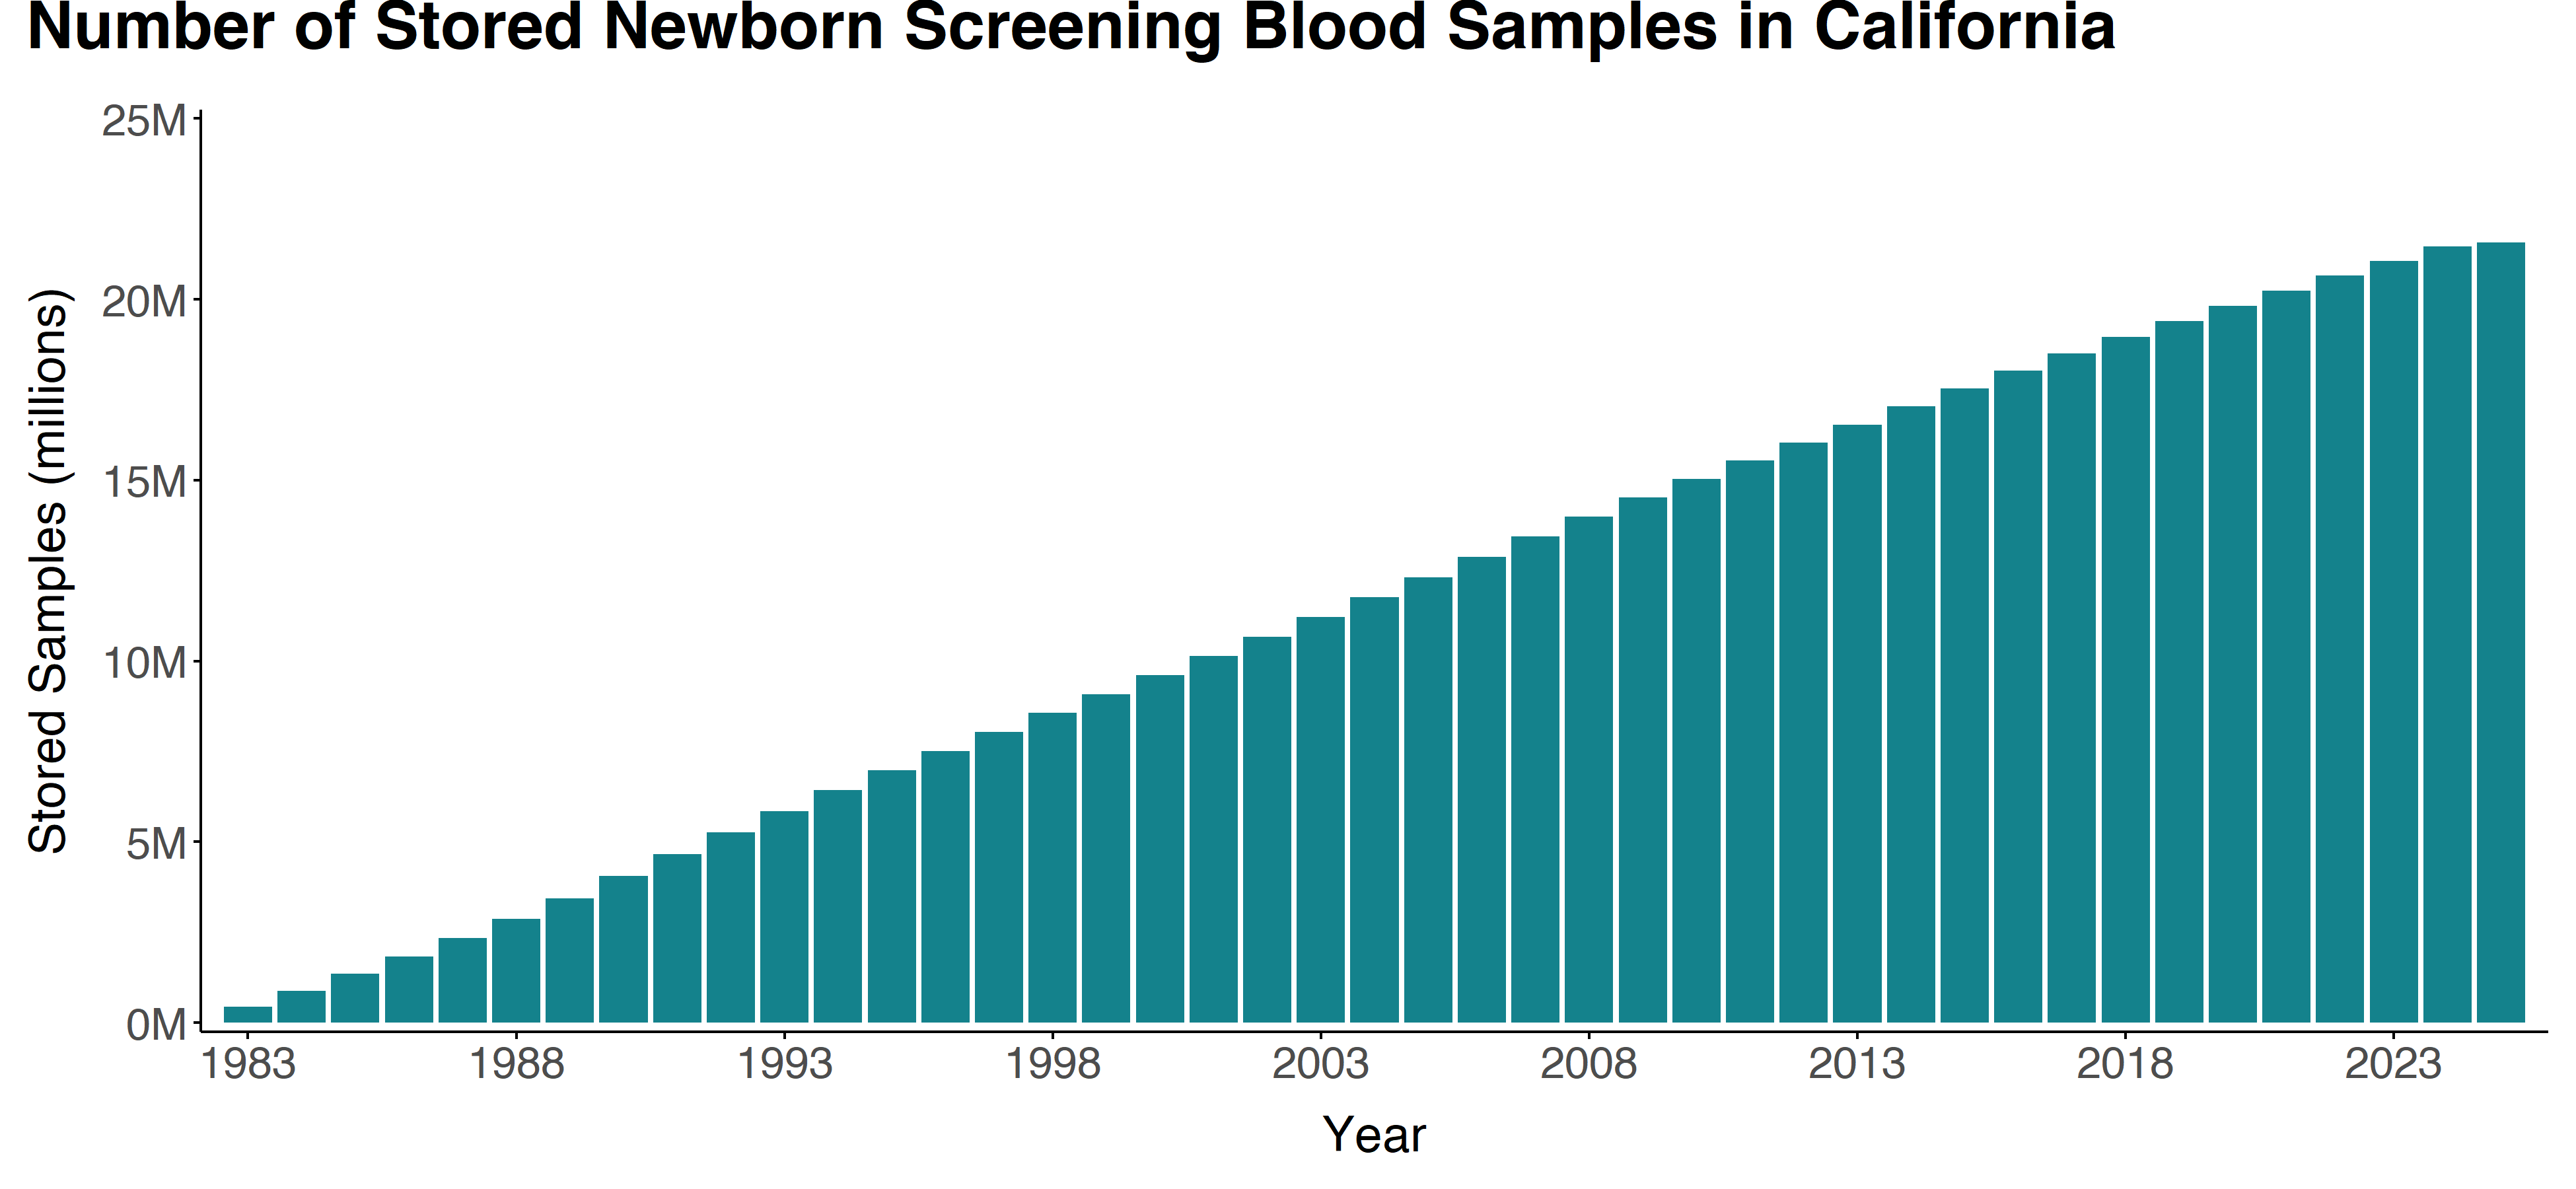 Number of Stored Newborn Screening Blood Samples in California
25M
20M
15M
10M
5M
0M
Stored Samples (millions)
1983 1988 1993 1998 2003 2008 2013 2018 2023
Year